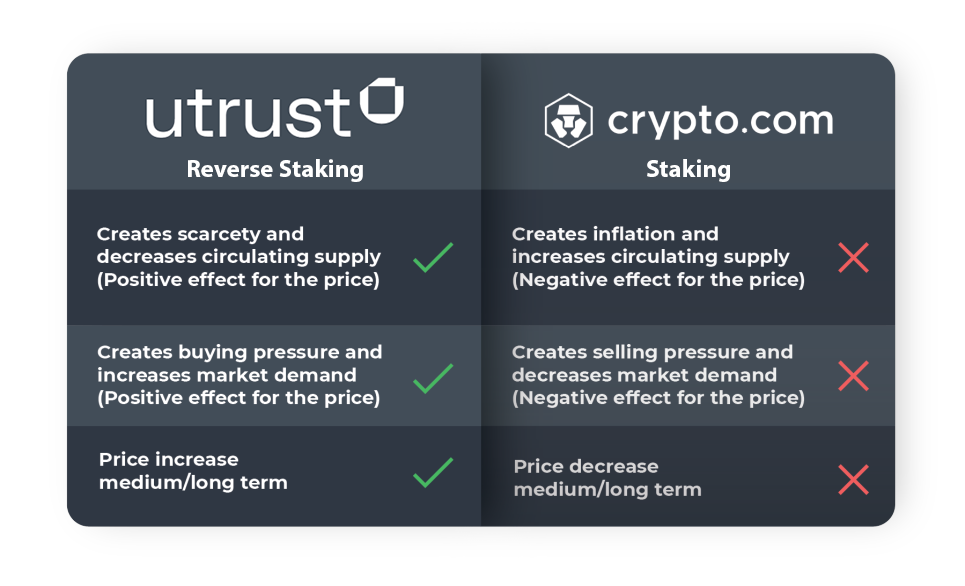 utrust
Reverse Staking
Creates scarcety and
decreases circulating supply
(Positive effect for the price)
Creates buying pressure and
increases market demand
(Positive effect for the price)
Price increase
medium/long term
crypto.com
Staking
Creates inflation and
increases circulating supply
(Negative effect for the price)
Creates selling pressure and
decreases market demand
(Negative effect for the price)
Price decrease
medium/long term